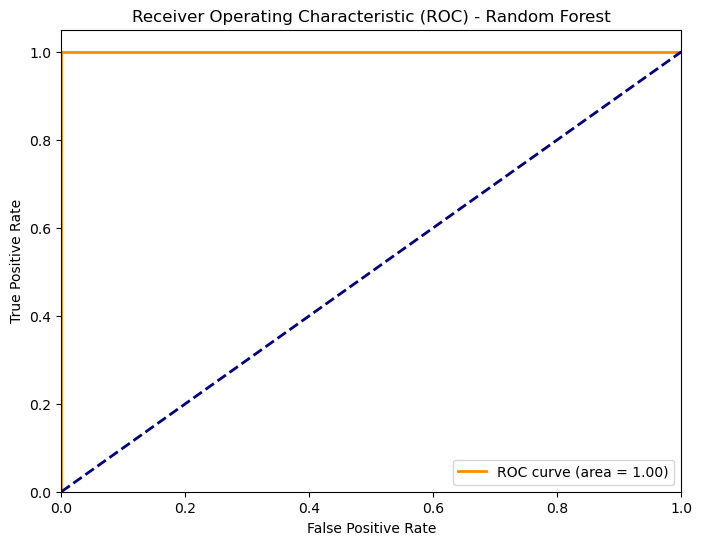 Receiver Operating Characteristic (ROC) - Random Forest
1.0
0.8
0.6
0.4
0.2
0.0
True Positive Rate
ROC curve (area = 1.00)
0.0 0.2 0.4 0.6 0.8 1.0
False Positive Rate